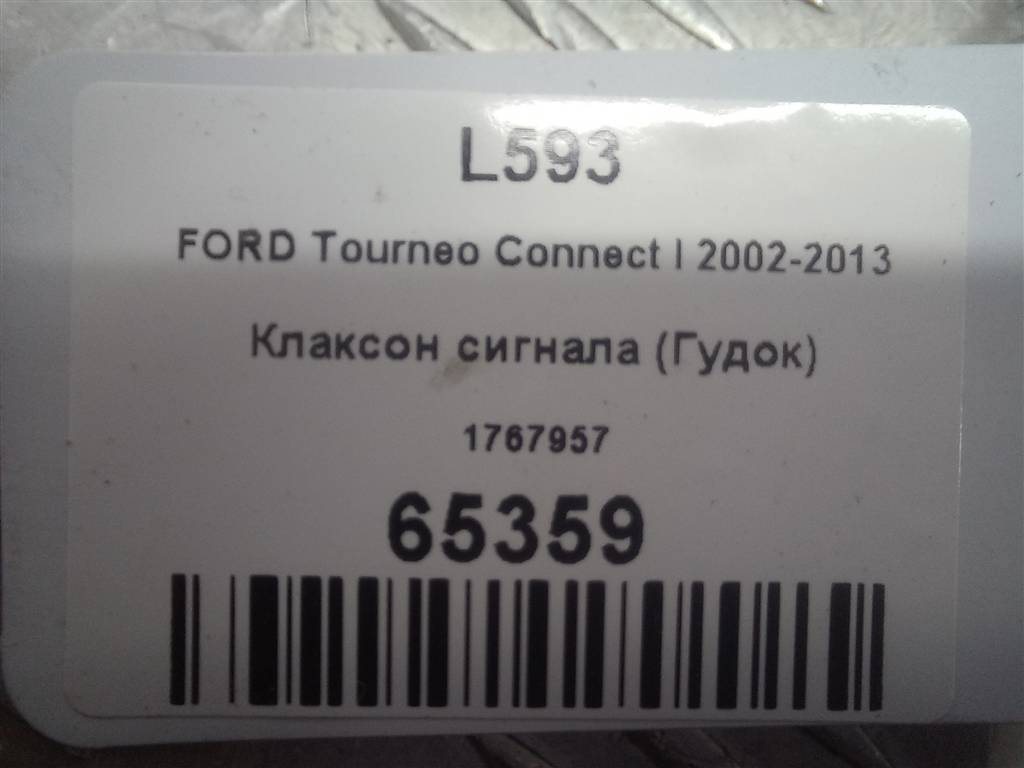 L593
FORD Tourneo Connect I 2002-2013
Клаксон сигнала (Гудок)
1767957
65359